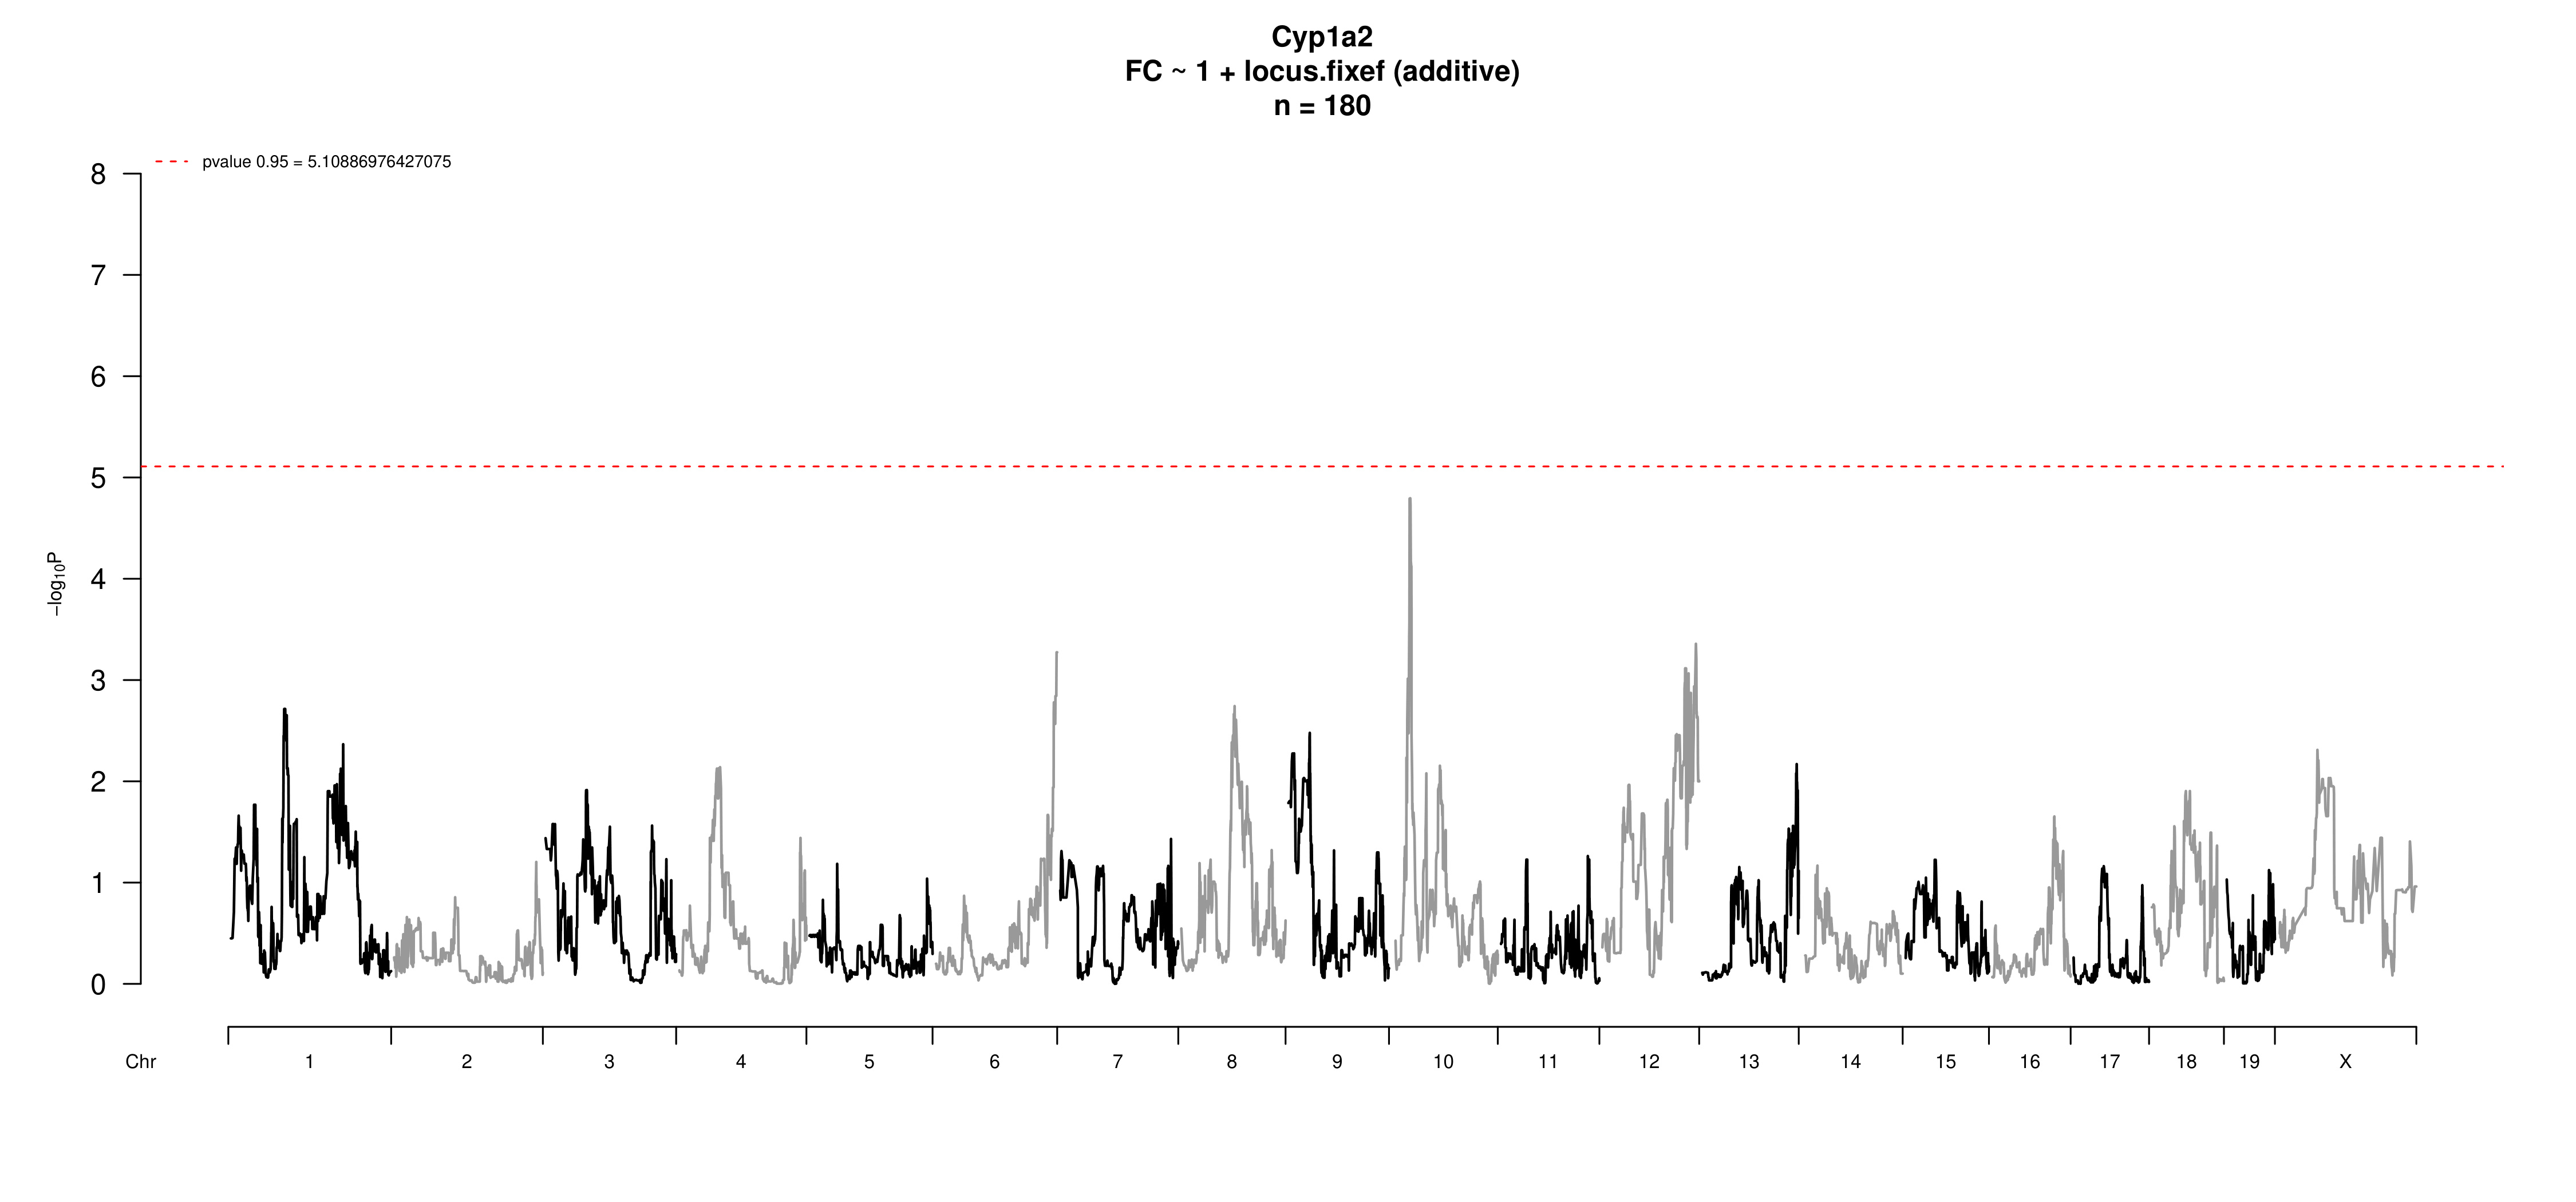 Cyp1a2
FC ~ 1 + locus.fixef (additive)
n = 180
pvalue 0.95 = 5.10886976427075
8
7
6
5
4
3
2
1
0
−log10P
Chr 1 2 3 4 5 6 7 8 9 10 11 12 13 14 15 16 17 18 19 X